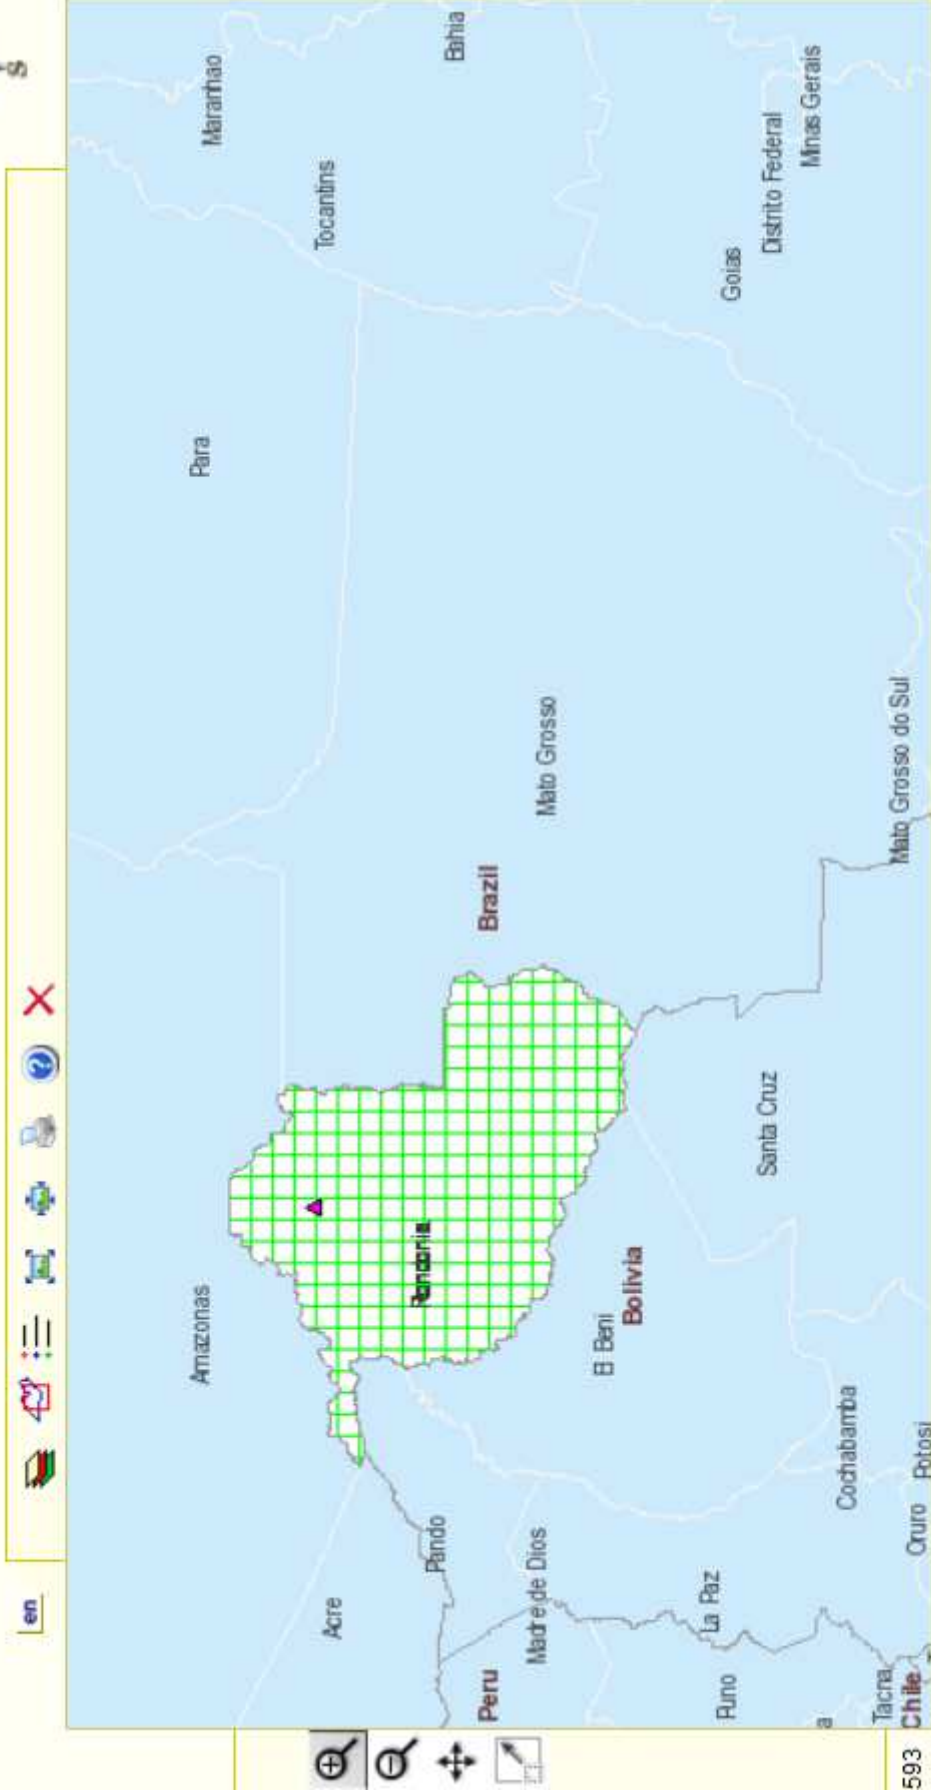 en
s
Maranhao
Bahia
Para
Tocantins
Amazonas
Minas Gerais
Distrito Federal
Goias
Acre
Rondonia
Brazil
Mato Grosso
Pando
Peru
Madre de Dios
El Beni
Bolivia
La Paz
Santa Cruz
Puno
Cochabamba
Mato Grosso do Sul
a
Tacna
Oruro
Potosi
Chile
593